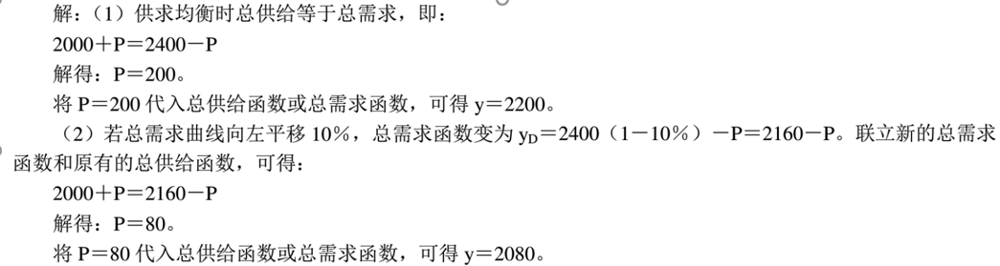 解：（1）供求均衡时总供给等于总需求，即：
2000＋P＝2400－P
解得：P＝200。
将 P＝200 代入总供给函数或总需求函数，可得 y＝2200。
（2）若总需求曲线向左平移 10%，总需求函数变为 yD＝2400（1－10%）－P＝2160－P。联立新的总需求
函数和原有的总供给函数，可得：
2000＋P＝2160－P
解得：P＝80。
将 P＝80 代入总供给函数或总需求函数，可得 y＝2080。